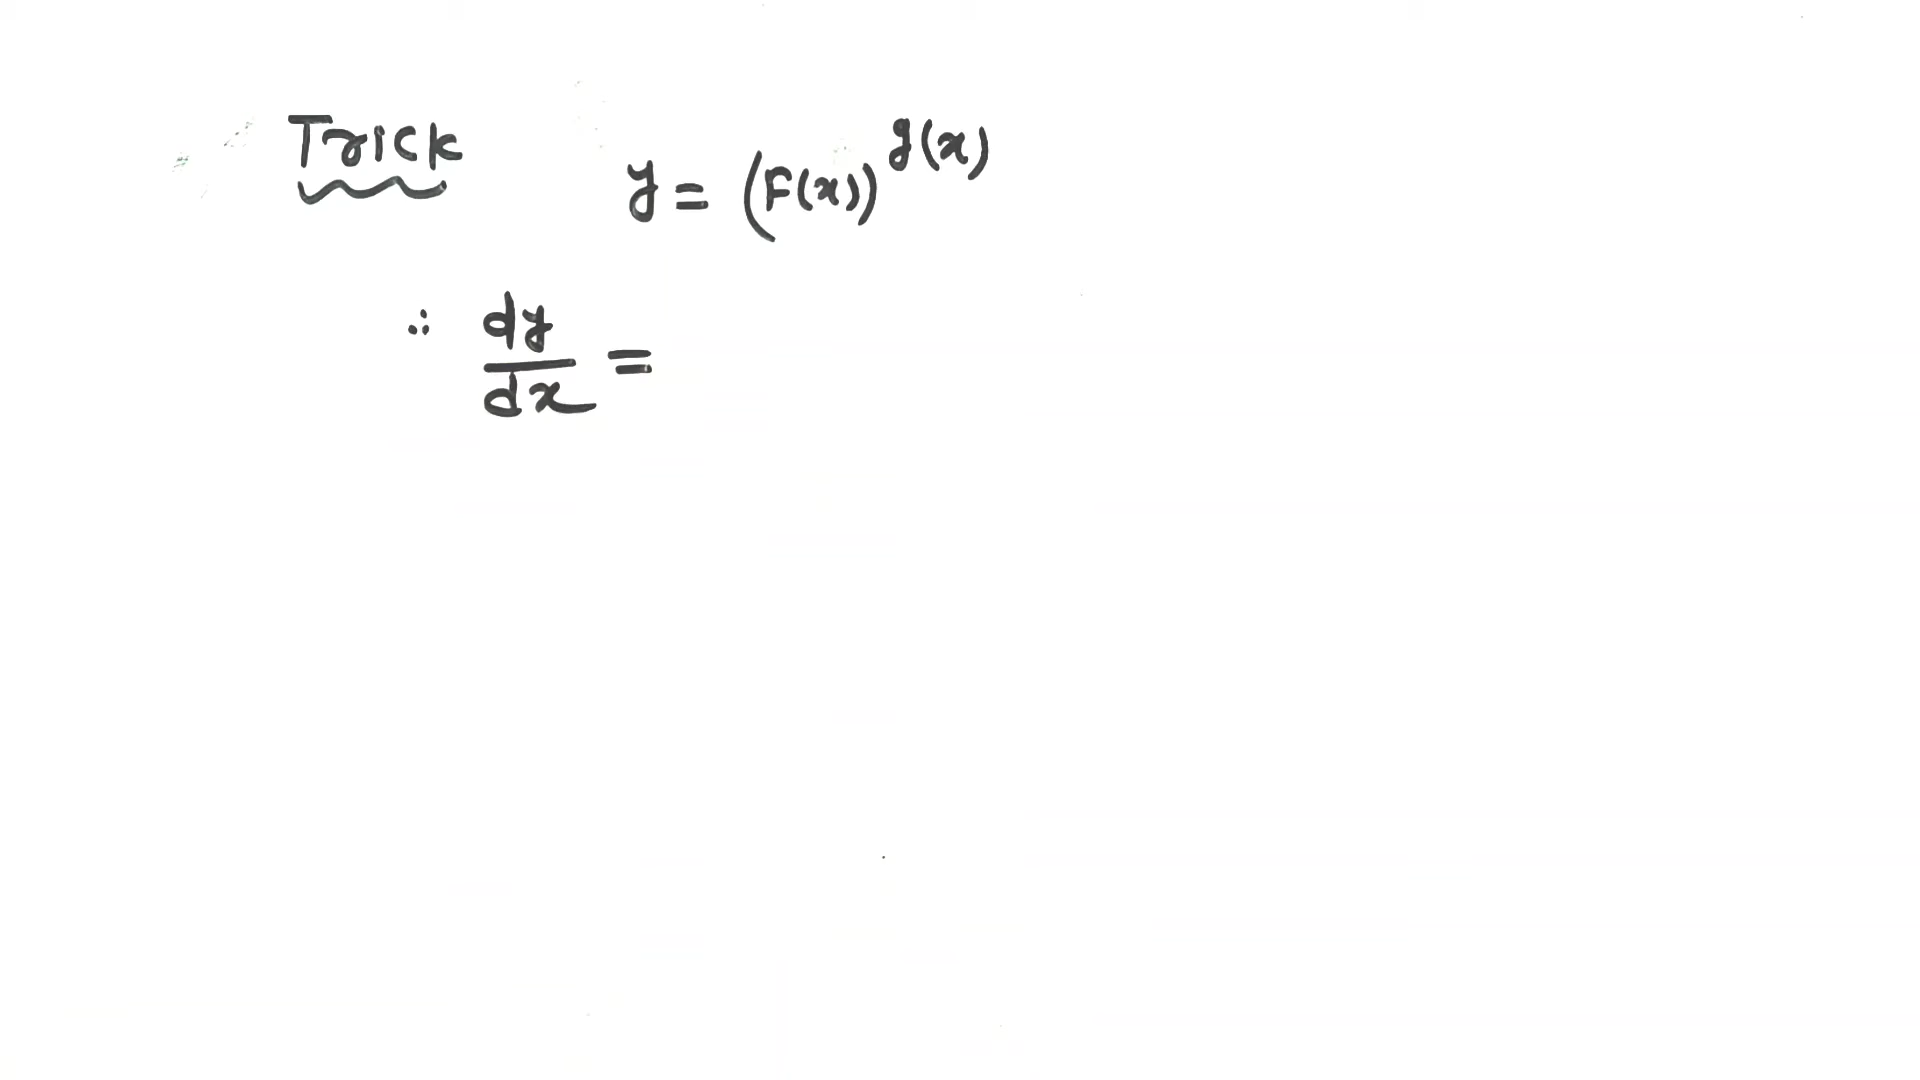 Trick y = (F(x))^g(x)
∴ dy/dx =